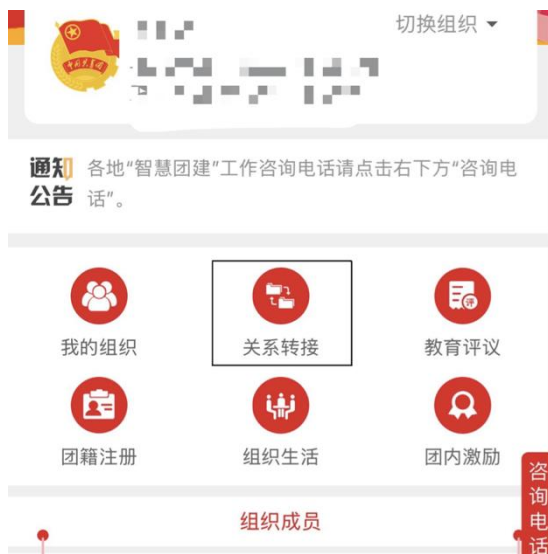 切换组织
通知 各地“智慧团建”工作咨询电话请点击右下方“咨询电
公告 话”。
我的组织 关系转接 教育评议
团籍注册 组织生活 团内激励
组织成员
咨询电话